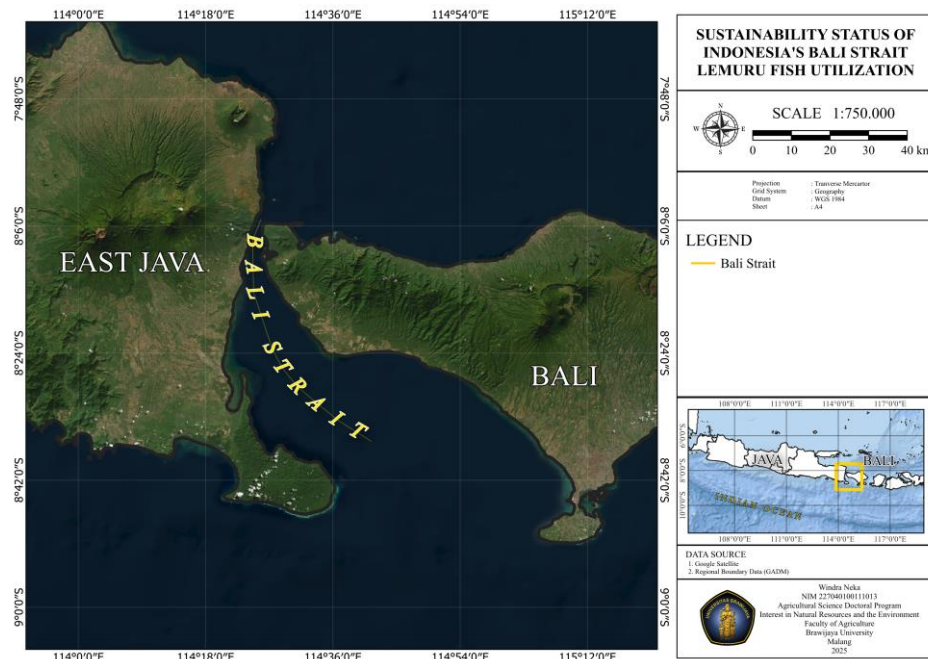 114°0'0"E 114°18'0"E 114°36'0"E 114°54'0"E 115°12'0"E
7°48'0"S
8°6'0"S
8°24'0"S
8°42'0"S
9°0'0"S
EAST JAVA
BALI STRAIT
BALI
7°48'0"S
8°6'0"S
8°24'0"S
8°42'0"S
9°0'0"S
114°0'0"E 114°18'0"E 114°36'0"E 114°54'0"E 115°12'0"E
SUSTAINABILITY STATUS OF
INDONESIA'S BALI STRAIT
LEMURU FISH UTILIZATION
N
W E
S
SCALE 1:750.000
0 10 20 30 40 km
Projection : Tranverse Mercartor
Grid System : Geography
Datum : WGS 1984
Sheet : A4
LEGEND
Bali Strait
108°0'0"E 111°0'0"E 114°0'0"E 117°0'0"E
JAVA
BALI
INDIAN OCEAN
108°0'0"E 111°0'0"E 114°0'0"E 117°0'0"E
DATA SOURCE
1. Google Satellite
2. Regional Boundary Data (GADM)
Windra Neka
NIM 227040100111013
Agricultural Science Doctoral Program
Interest in Natural Resources and the Environment
Faculty of Agriculture
Brawijaya University
Malang
2025
UNIVERSITAS BRAWIJAYA